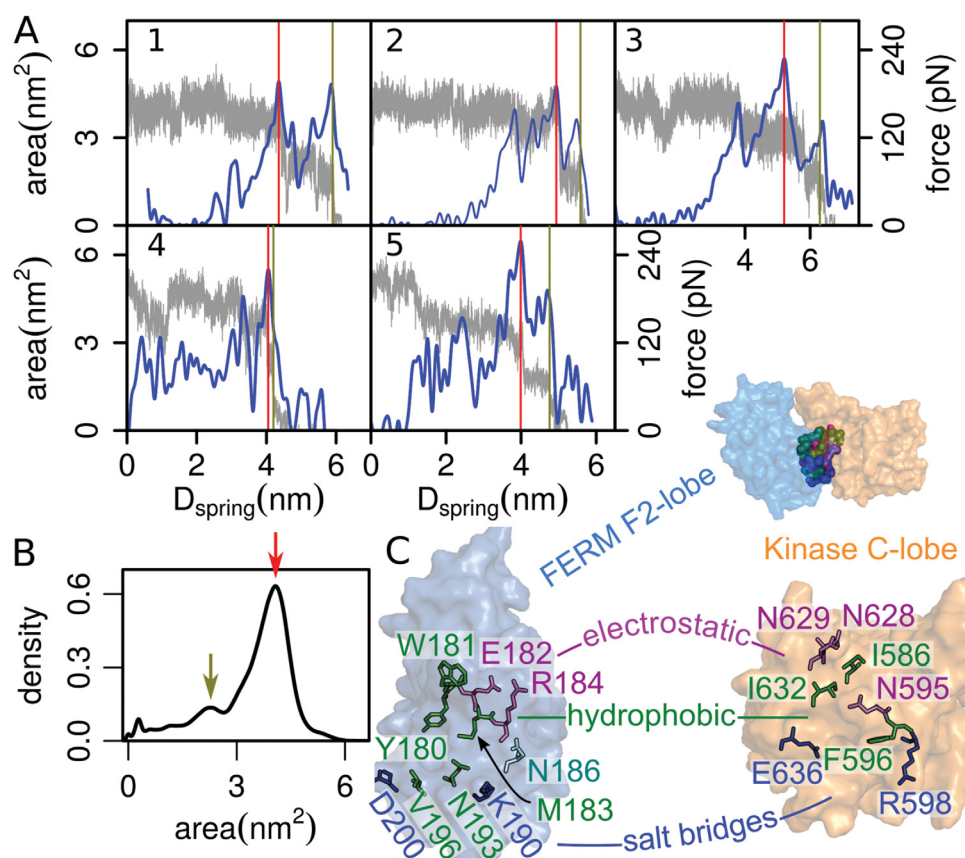 A
1
2
3
area(nm²)
6
3
0
240
120
0
force (pN)
4 6
4
5
area(nm²)
6
3
0
240
120
0
force (pN)
0 2 4 6
0 2 4 6
D_spring(nm)
D_spring(nm)
FERM F2-lobe
Kinase C-lobe
B
density
0.6
0.3
0.0
0 3 6
area(nm²)
C
electrostatic
hydrophobic
salt bridges
W181
E182
R184
Y180
N186
M183
D200
V196
N193
K190
N629 N628
I586
I632
N595
F596
E636
R598